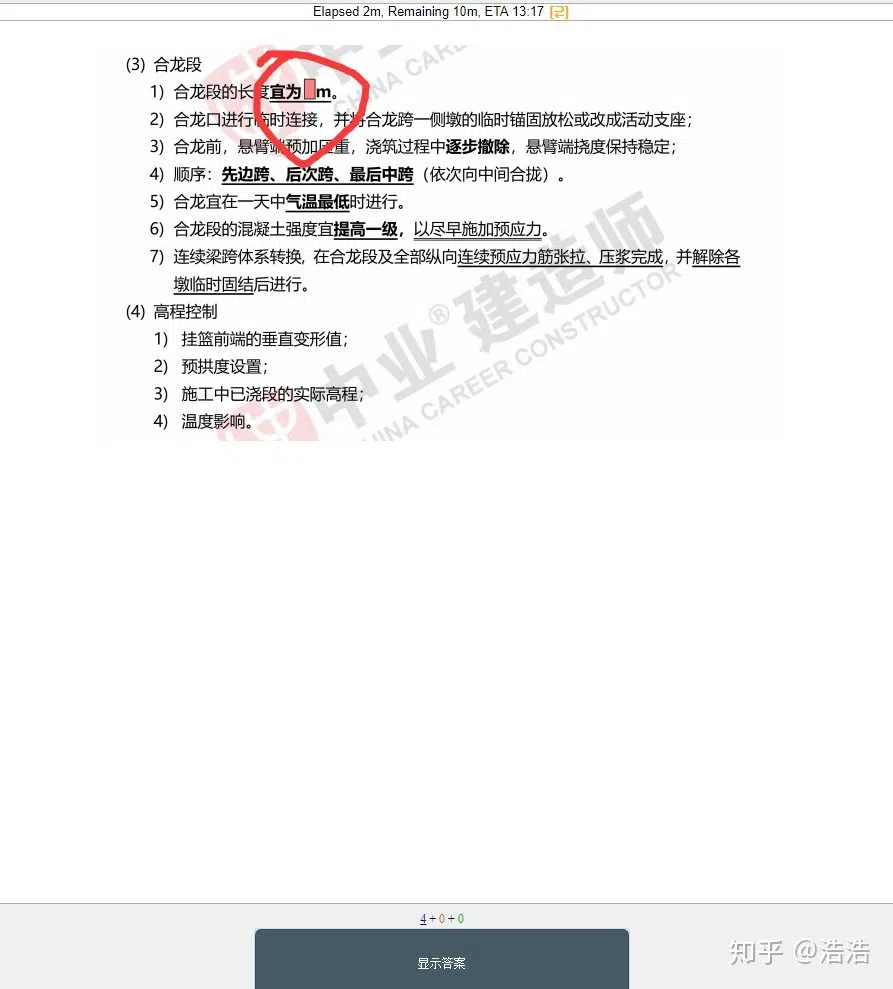 Elapsed 2m, Remaining 10m, ETA 13:17
(3) 合龙段
1) 合龙段的长度宜为 m。
2) 合龙口进行临时连接，并将合龙跨一侧墩的临时锚固放松或改成活动支座；
3) 合龙前，悬臂端预加压重，浇筑过程中逐步撤除，悬臂端挠度保持稳定；
4) 顺序：先边跨、后次跨、最后中跨（依次向中间合拢）。
5) 合龙宜在一天中气温最低时进行。
6) 合龙段的混凝土强度宜提高一级，以尽早施加预应力。
7) 连续梁跨体系转换, 在合龙段及全部纵向连续预应力筋张拉、压浆完成，并解除各
墩临时固结后进行。
(4) 高程控制
1) 挂篮前端的垂直变形值；
2) 预拱度设置；
3) 施工中已浇段的实际高程；
4) 温度影响。
中业®建造师
CHINA CAREER CONSTRUCTOR
4 + 0 + 0
显示答案
知乎 @浩浩